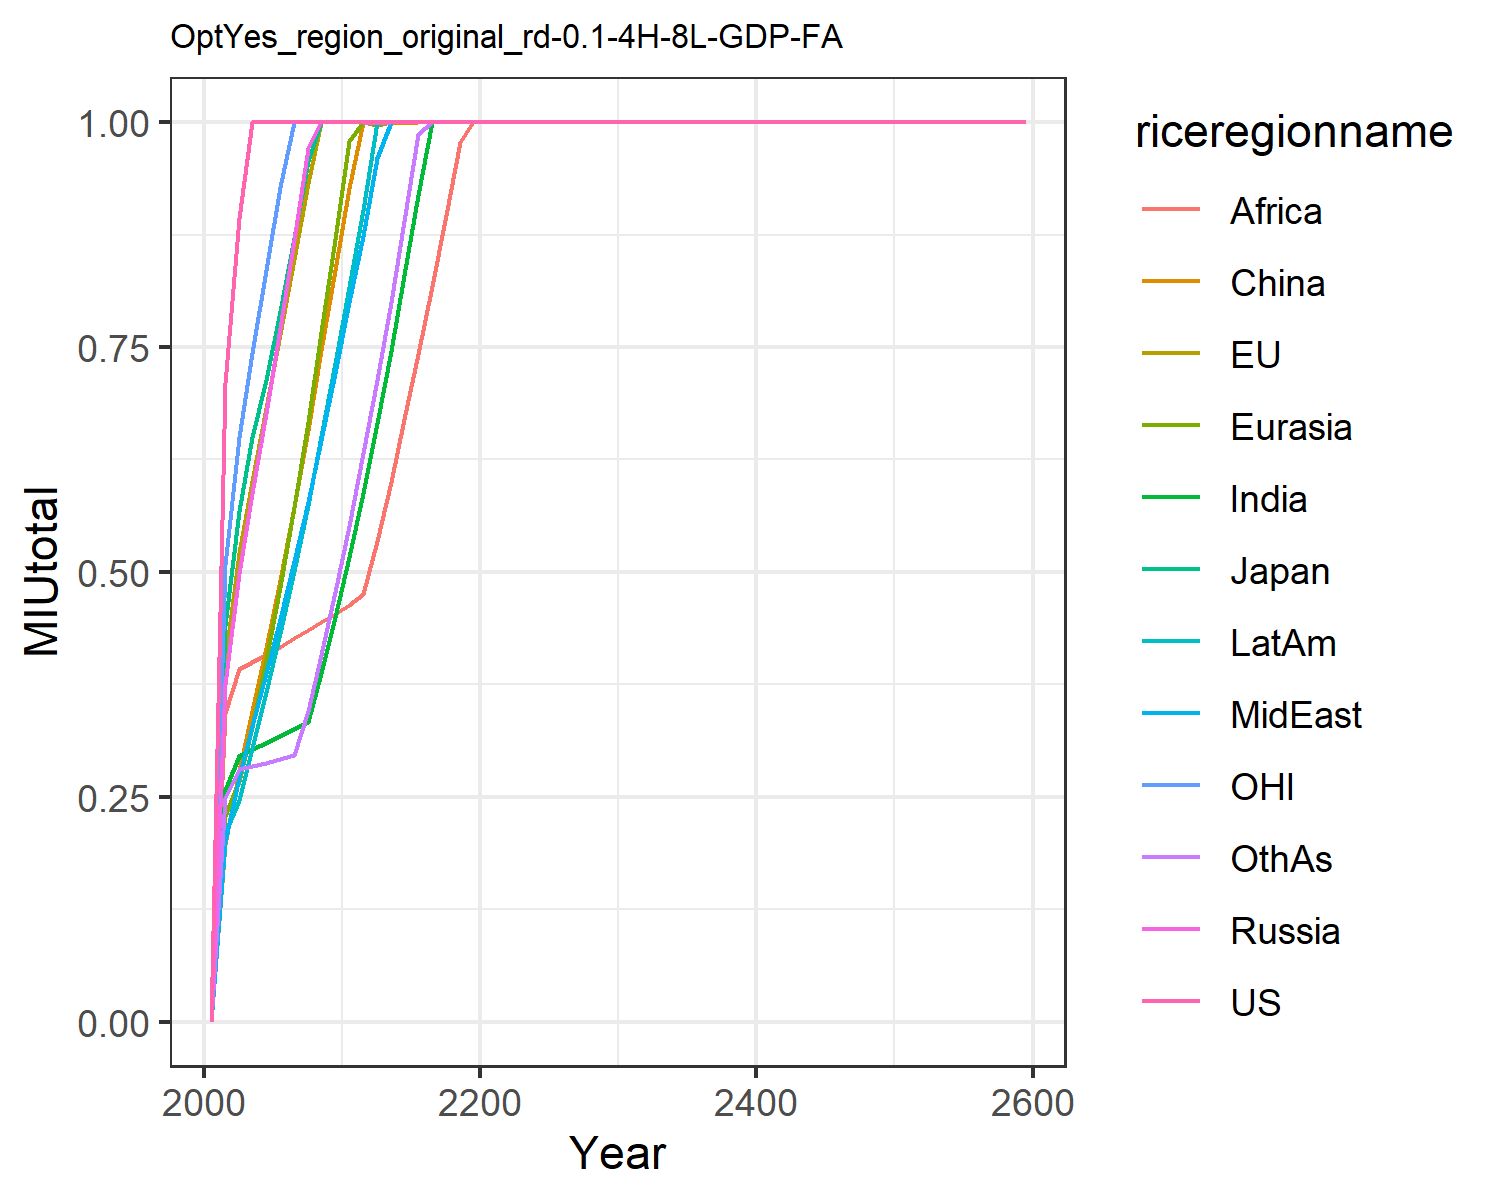 OptYes_region_original_rd-0.1-4H-8L-GDP-FA
1.00
0.75
0.50
0.25
0.00
MIUtotal
2000
2200
2400
2600
Year
riceregionname
Africa
China
EU
Eurasia
India
Japan
LatAm
MidEast
OHI
OthAs
Russia
US